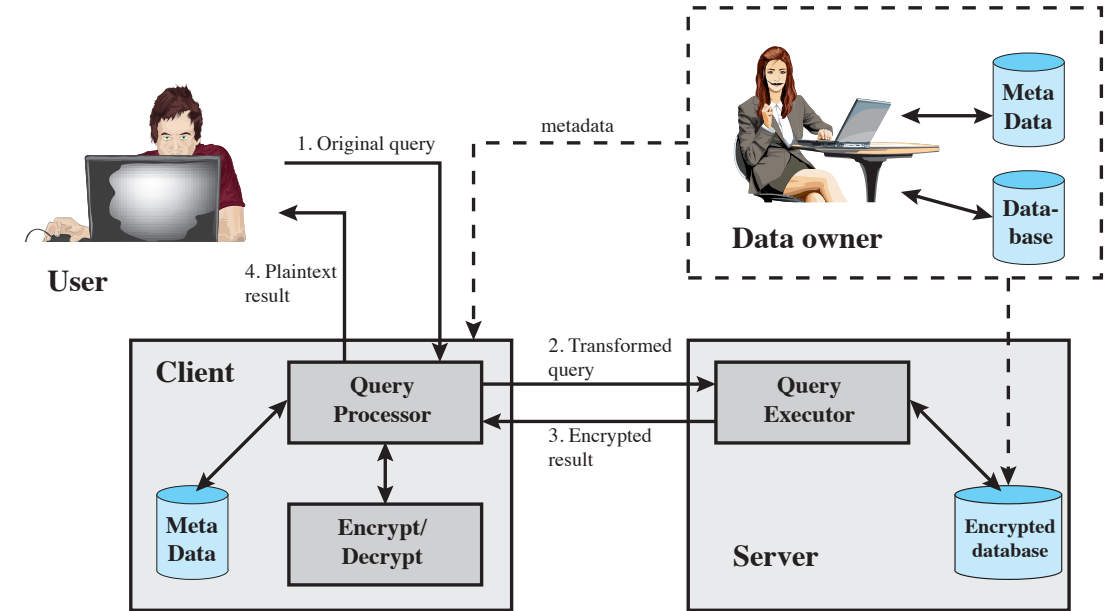 Meta
Data
metadata
1. Original query
Data-
base
Data owner
User
4. Plaintext
result
Client
2. Transformed
query
Query
Processor
Query
Executor
3. Encrypted
result
Meta
Data
Encrypt/
Decrypt
Encrypted
database
Server